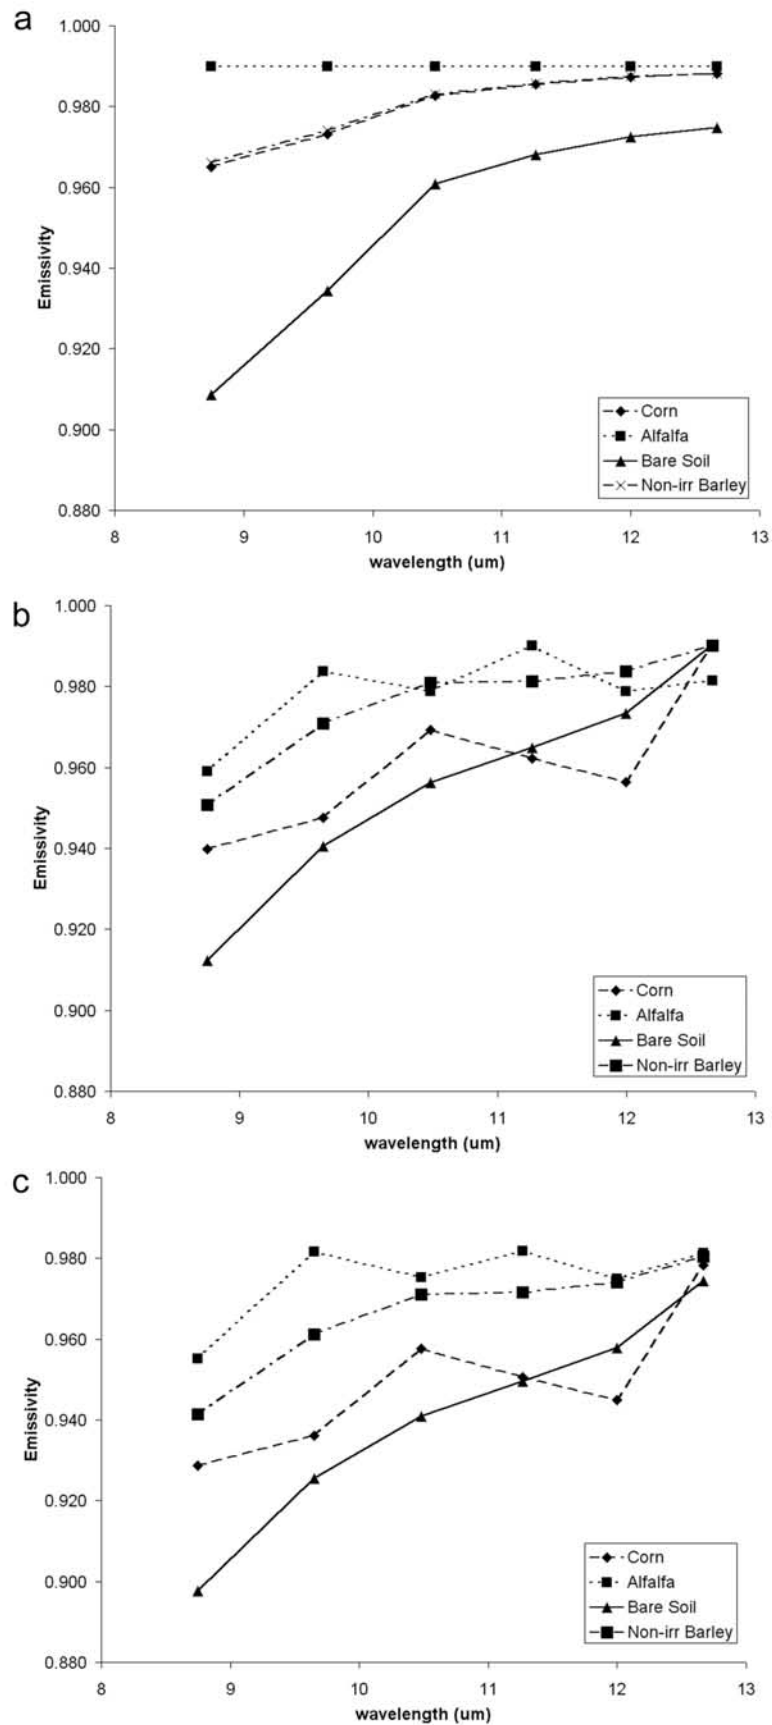 a
1.000
0.980
0.960
0.940
0.920
0.900
0.880
Emissivity
8 9 10 11 12 13
wavelength (um)
Corn
Alfalfa
Bare Soil
Non-irr Barley
b
1.000
0.980
0.960
0.940
0.920
0.900
0.880
Emissivity
8 9 10 11 12 13
wavelength (um)
Corn
Alfalfa
Bare Soil
Non-irr Barley
c
1.000
0.980
0.960
0.940
0.920
0.900
0.880
Emissivity
8 9 10 11 12 13
wavelength (um)
Corn
Alfalfa
Bare Soil
Non-irr Barley